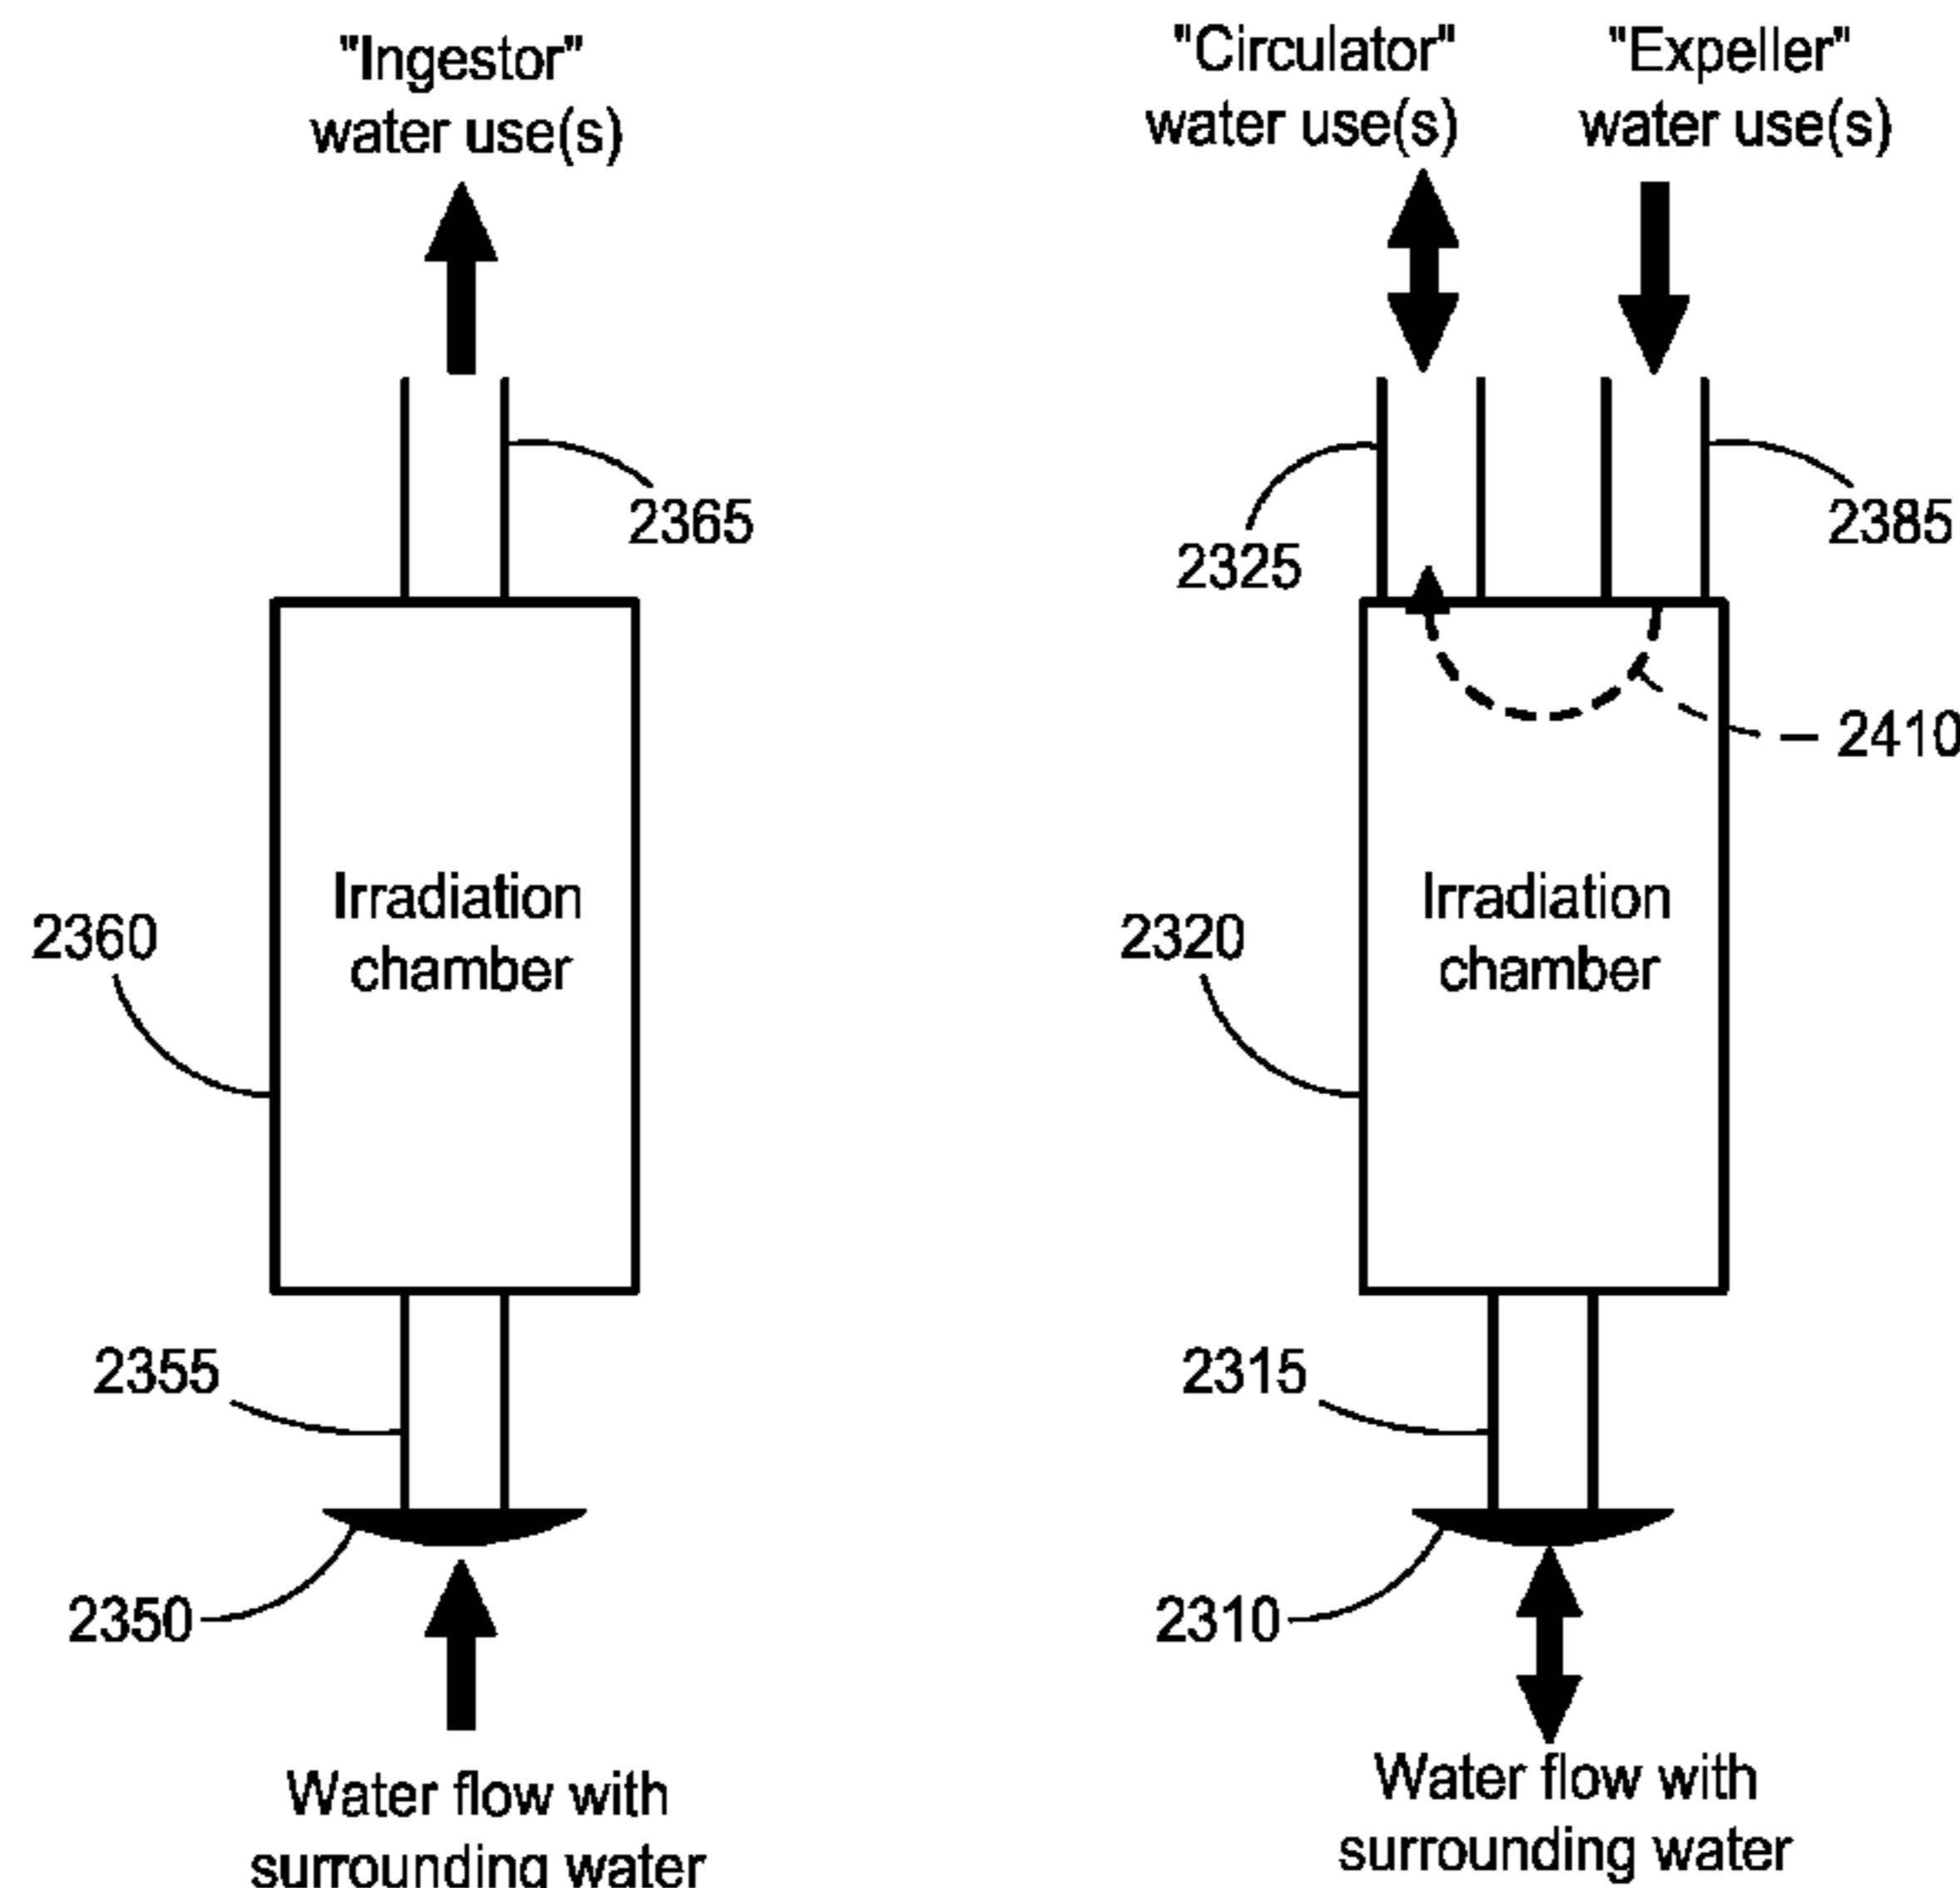 "Ingestor"
water use(s)
2365
2360
Irradiation
chamber
2355
2350
Water flow with
surrounding water
"Circulator"
water use(s)
"Expeller"
water use(s)
2325
2385
2410
2320
Irradiation
chamber
2315
2310
Water flow with
surrounding water